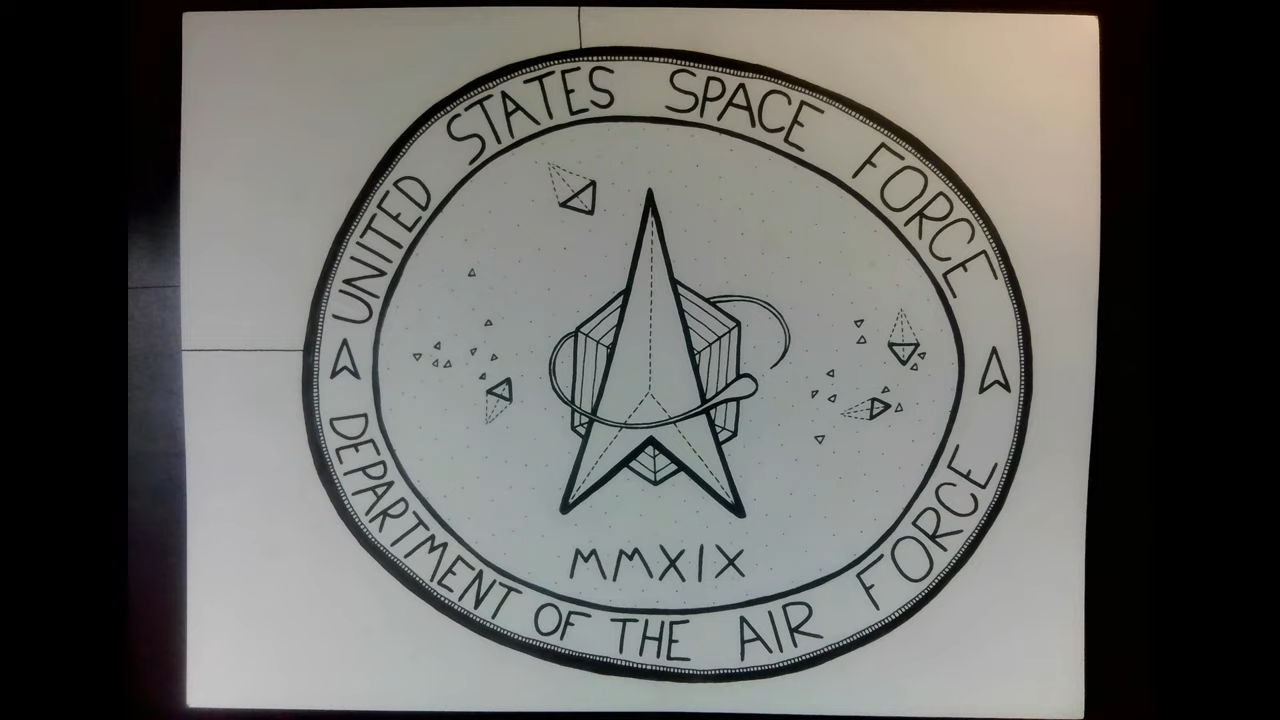 UNITED STATES SPACE FORCE
MMXIX
DEPARTMENT OF THE AIR FORCE